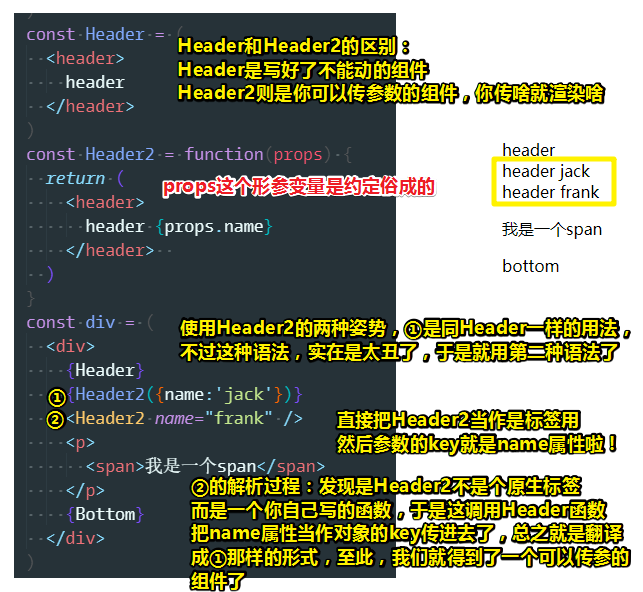 const Header = (
Header和Header2的区别：
<header>
Header是写好了不能动的组件
header
Header2则是你可以传参数的组件，你传啥就渲染啥
</header>
)
const Header2 = function(props) {
return (
props这个形参变量是约定俗成的
<header>
header {props.name}
</header>
)
}
header
header jack
header frank
我是一个span
bottom
const div = (
使用Header2的两种姿势，①是同Header一样的用法，
<div>
不过这种语法，实在是太丑了，于是就用第二种语法了
{Header}
① {Header2({name:'jack'})}
② <Header2 name="frank" />
直接把Header2当作是标签用
<p>
然后参数的key就是name属性啦！
<span>我是一个span</span>
</p>
②的解析过程：发现是Header2不是个原生标签
{Bottom}
而是一个你自己写的函数，于是这调用Header函数
</div>
把name属性当作对象的key传进去了，总之就是翻译
)
成①那样的形式，至此，我们就得到了一个可以传参的
组件了